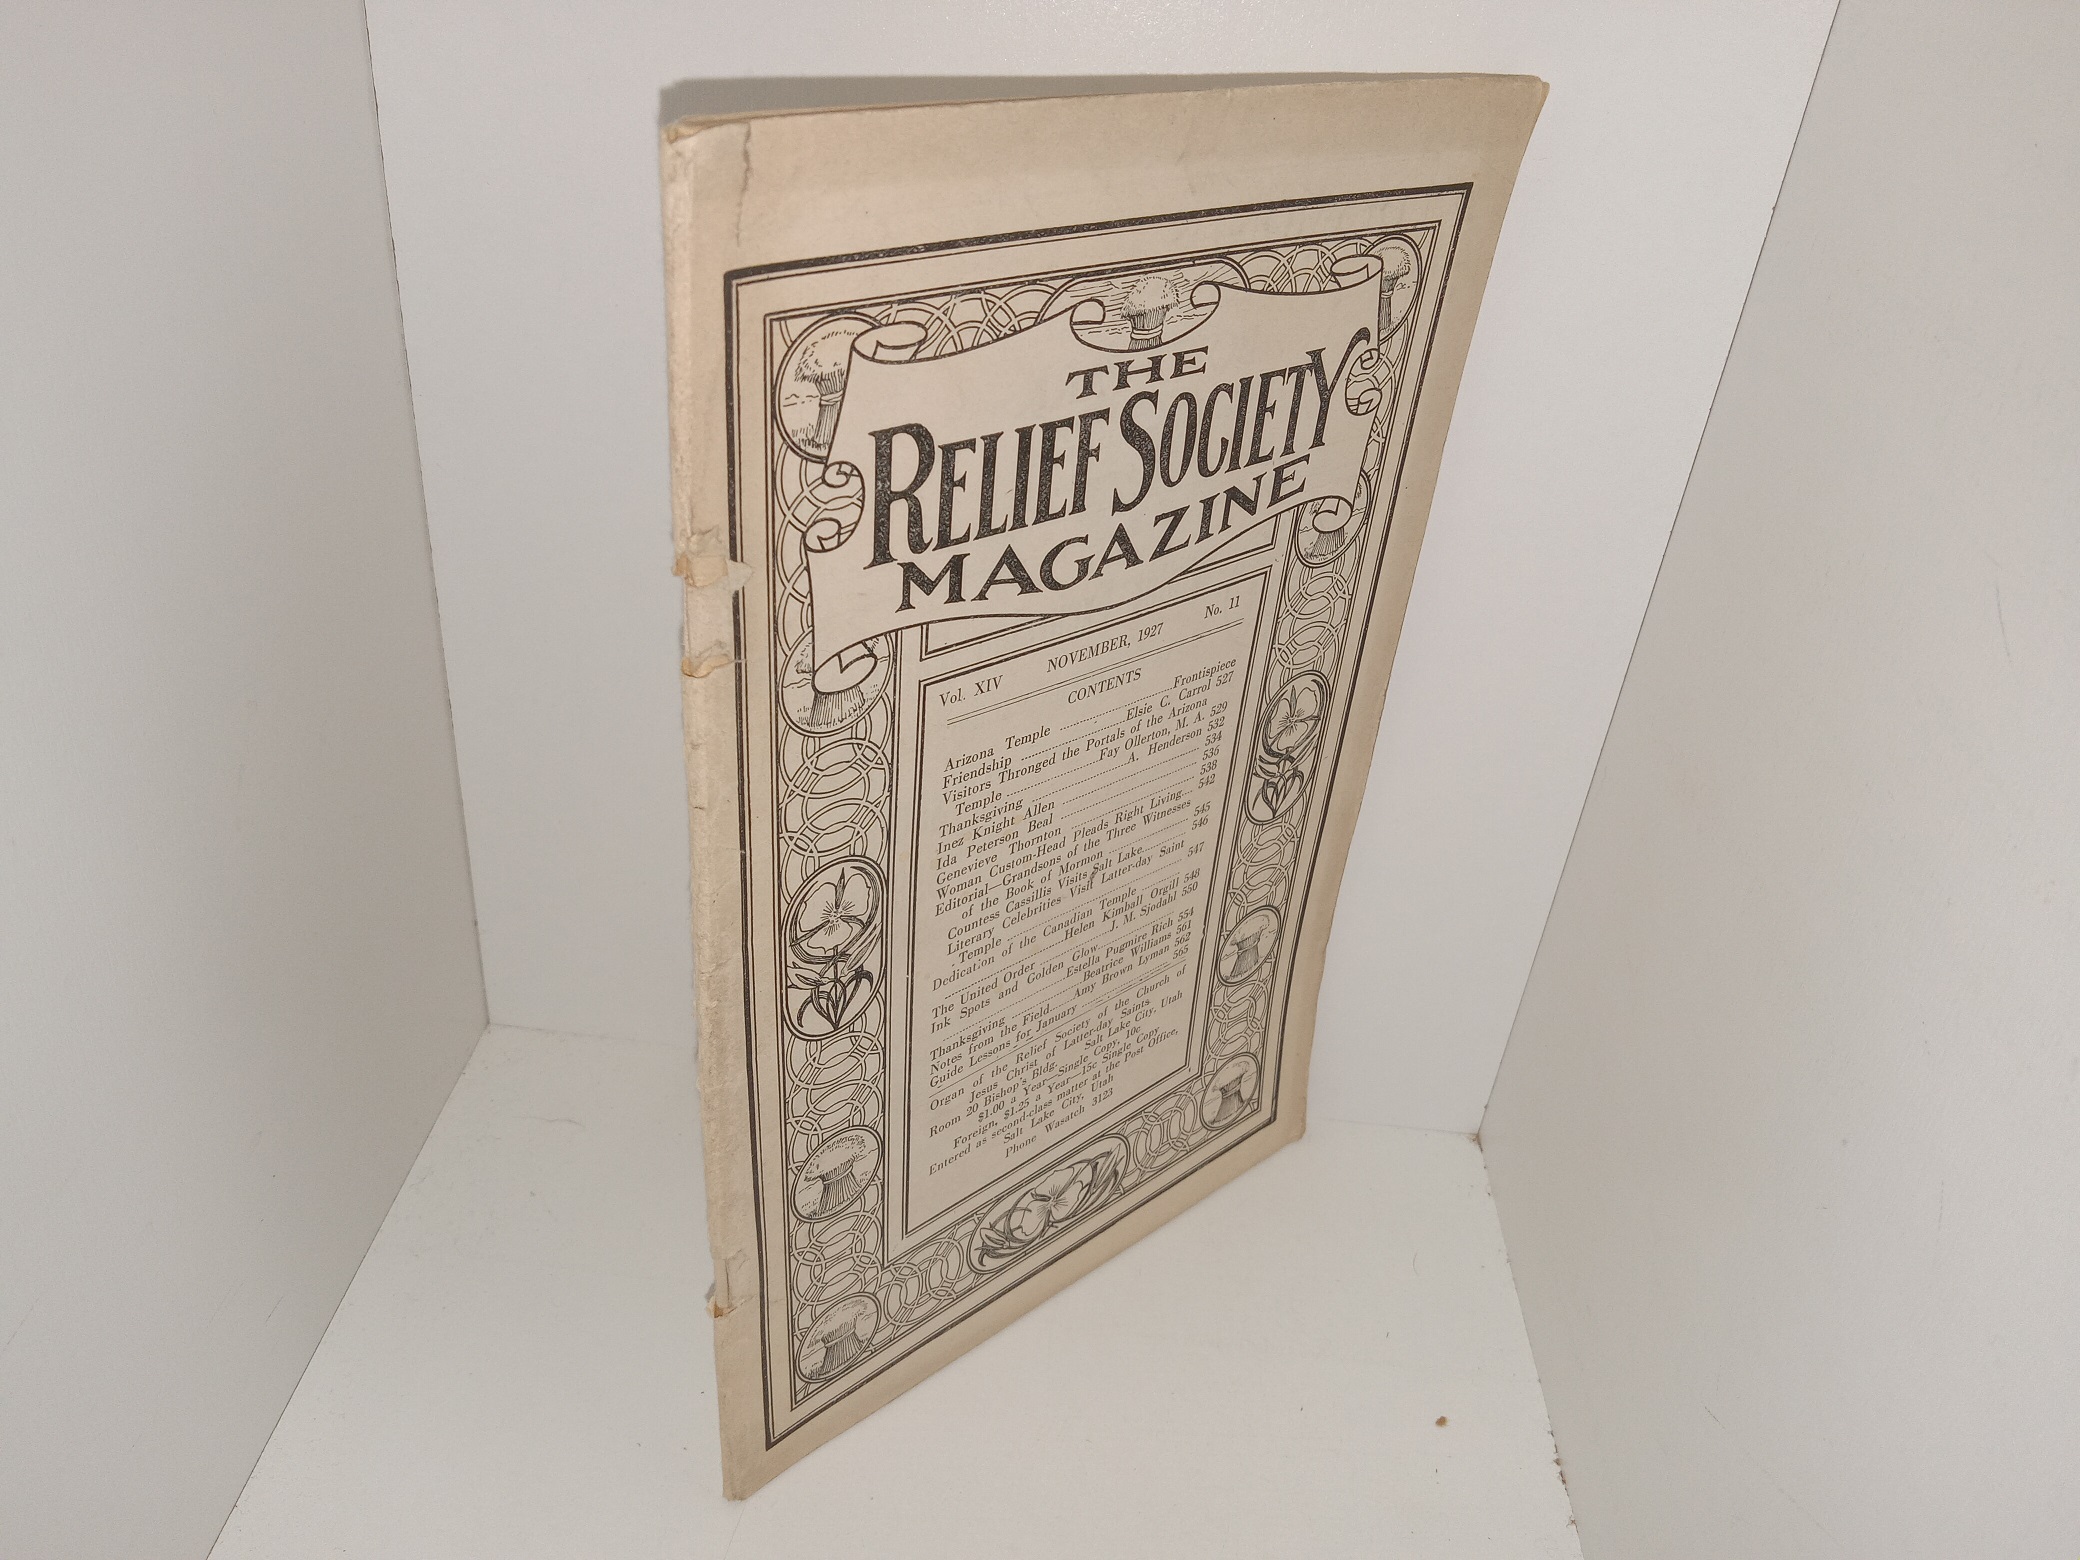 THE
RELIEF SOCIETY
MAGAZINE
Vol. XIV NOVEMBER, 1927 No. 11
CONTENTS
Arizona Temple Frontispiece
Friendship Elsie C. Carrol 527
Visitors Thronged the Portals of the Arizona
Temple Fay Ollerton, M. A. 529
Thanksgiving A. Henderson 532
Inez Knight Allen 534
Ida Peterson Beal 536
Genevieve Thornton 538
Woman Custom-Head Pleads Right Living 542
Editorial—Grandsons of the Three Witnesses
of the Book of Mormon 545
Countess Cassillis Visits Salt Lake 546
Literary Celebrities Visit Latter-day Saint
Temple 547
Dedication of the Canadian Temple
Helen Kimball Orgill 548
The United Order J. M. Sjodahl 550
Ink Spots and Golden Glow
Estella Pugmire Rich 554
Thanksgiving Beatrice Williams 561
Notes from the Field Amy Brown Lyman 562
Guide Lessons for January 565
Organ of the Relief Society of the Church of
Jesus Christ of Latter-day Saints
Room 20 Bishop's Bldg. Salt Lake City, Utah
$1.00 a Year—Single Copy, 10c
Foreign, $1.25 a Year—15c Single Copy
Entered as second-class matter at the Post Office,
Salt Lake City, Utah
Phone Wasatch 3123